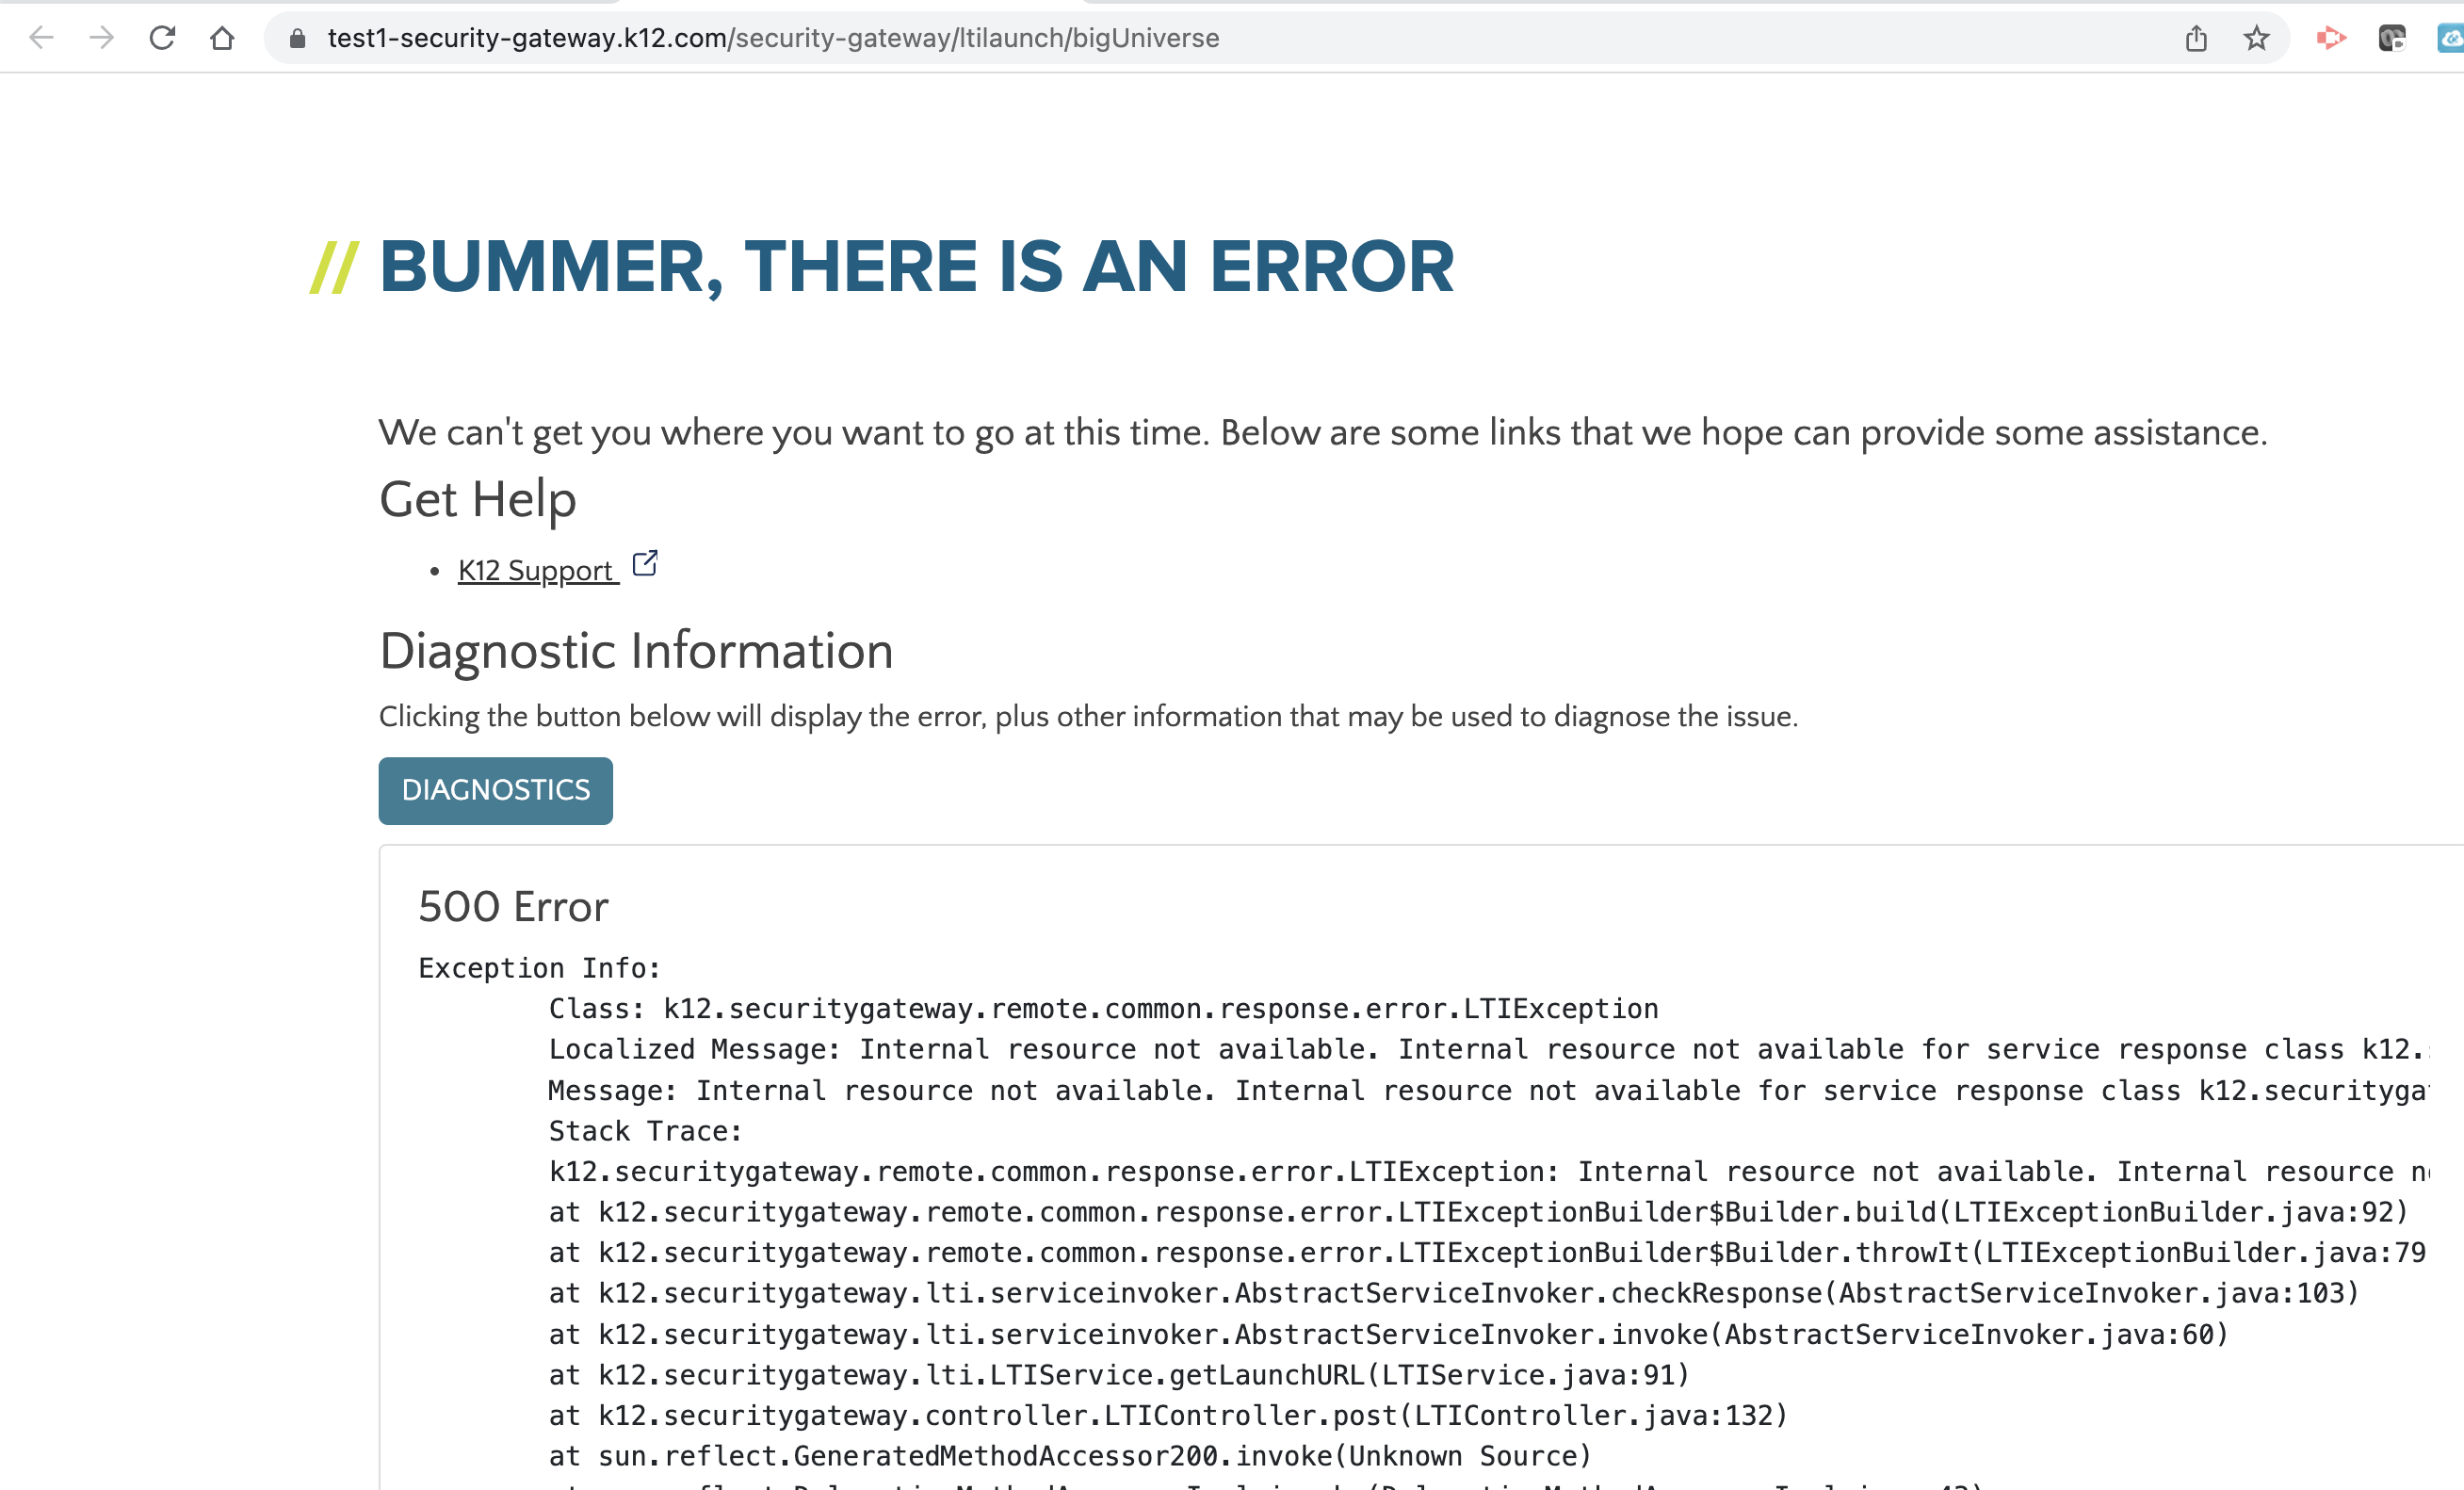 test1-security-gateway.k12.com/security-gateway/ltilaunch/bigUniverse
// BUMMER, THERE IS AN ERROR
We can't get you where you want to go at this time. Below are some links that we hope can provide some assistance.
Get Help
• K12 Support
Diagnostic Information
Clicking the button below will display the error, plus other information that may be used to diagnose the issue.
DIAGNOSTICS
500 Error
Exception Info:
Class: k12.securitygateway.remote.common.response.error.LTIException
Localized Message: Internal resource not available. Internal resource not available for service response class k12.
Message: Internal resource not available. Internal resource not available for service response class k12.securityga
Stack Trace:
k12.securitygateway.remote.common.response.error.LTIException: Internal resource not available. Internal resource
at k12.securitygateway.remote.common.response.error.LTIExceptionBuilder$Builder.build(LTIExceptionBuilder.java:92)
at k12.securitygateway.remote.common.response.error.LTIExceptionBuilder$Builder.throwIt(LTIExceptionBuilder.java:79
at k12.securitygateway.lti.serviceinvoker.AbstractServiceInvoker.checkResponse(AbstractServiceInvoker.java:103)
at k12.securitygateway.lti.serviceinvoker.AbstractServiceInvoker.invoke(AbstractServiceInvoker.java:60)
at k12.securitygateway.lti.LTIService.getLaunchURL(LTIService.java:91)
at k12.securitygateway.controller.LTIController.post(LTIController.java:132)
at sun.reflect.GeneratedMethodAccessor200.invoke(Unknown Source)